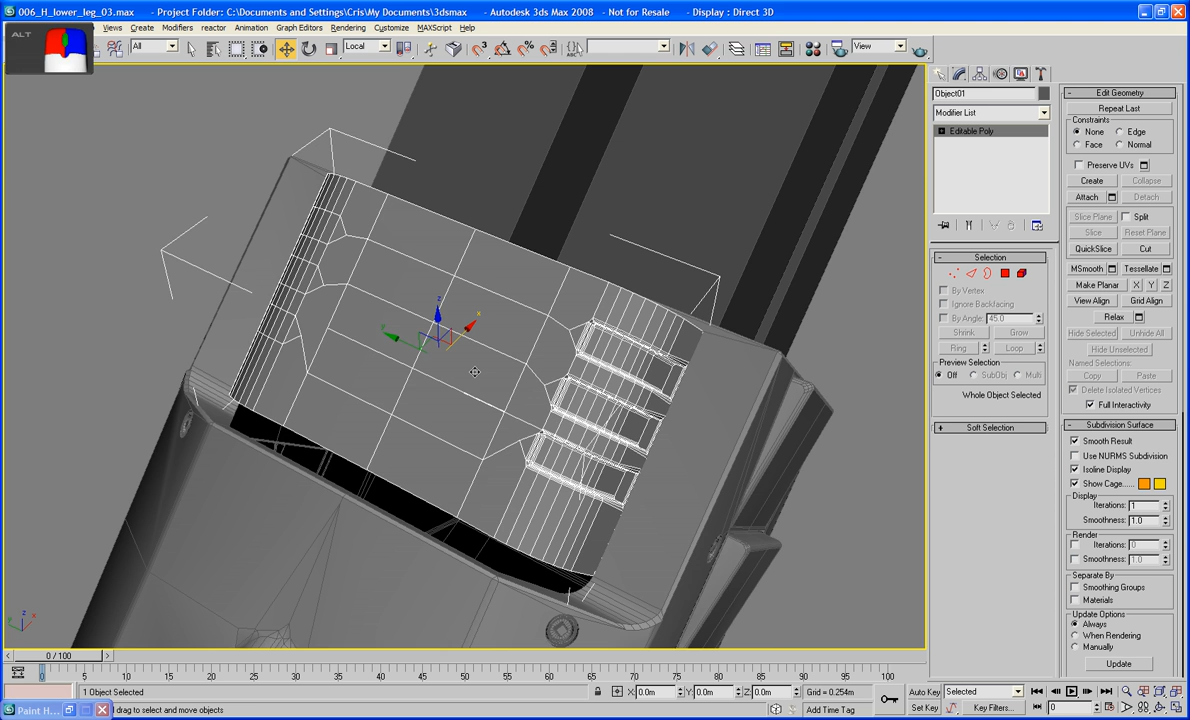 006_H_lower_leg_03.max - Project Folder: C:\Documents and Settings\Cris\My Documents\3dsmax - Autodesk 3ds Max 2008 - Not for Resale - Display : Direct 3D
ALT
Views Create Modifiers reactor Animation Graph Editors Rendering Customize MAXScript Help
All Local View
Object01
Modifier List
Editable Poly
Selection
By Vertex
Ignore Backfacing
By Angle: 45.0
Shrink Grow
Ring Loop
Preview Selection
Off SubObj Multi
Whole Object Selected
Soft Selection
Edit Geometry
Repeat Last
Constraints
None Edge
Face Normal
Preserve UVs
Create Collapse
Attach Detach
Slice Plane Split
Slice Reset Plane
QuickSlice Cut
MSmooth Tessellate
Make Planar X Y Z
View Align Grid Align
Relax
Hide Selected Unhide All
Hide Unselected
Named Selections:
Copy Paste
Delete Isolated Vertices
Full Interactivity
Subdivision Surface
Smooth Result
Use NURMS Subdivision
Isoline Display
Show Cage......
Display
Iterations: 1
Smoothness: 1.0
Render
Iterations: 0
Smoothness: 1.0
Separate By
Smoothing Groups
Materials
Update Options
Always
When Rendering
Manually
Update
z
x
y
z
x
0 / 100
0 5 10 15 20 25 30 35 40 45 50 55 60 65 70 75 80 85 90 95 100
1 Object Selected X: 0.0m Y: 0.0m Z: 0.0m Grid = 0.254m Auto Key Selected
Paint H... drag to select and move objects Add Time Tag Set Key Key Filters... 0